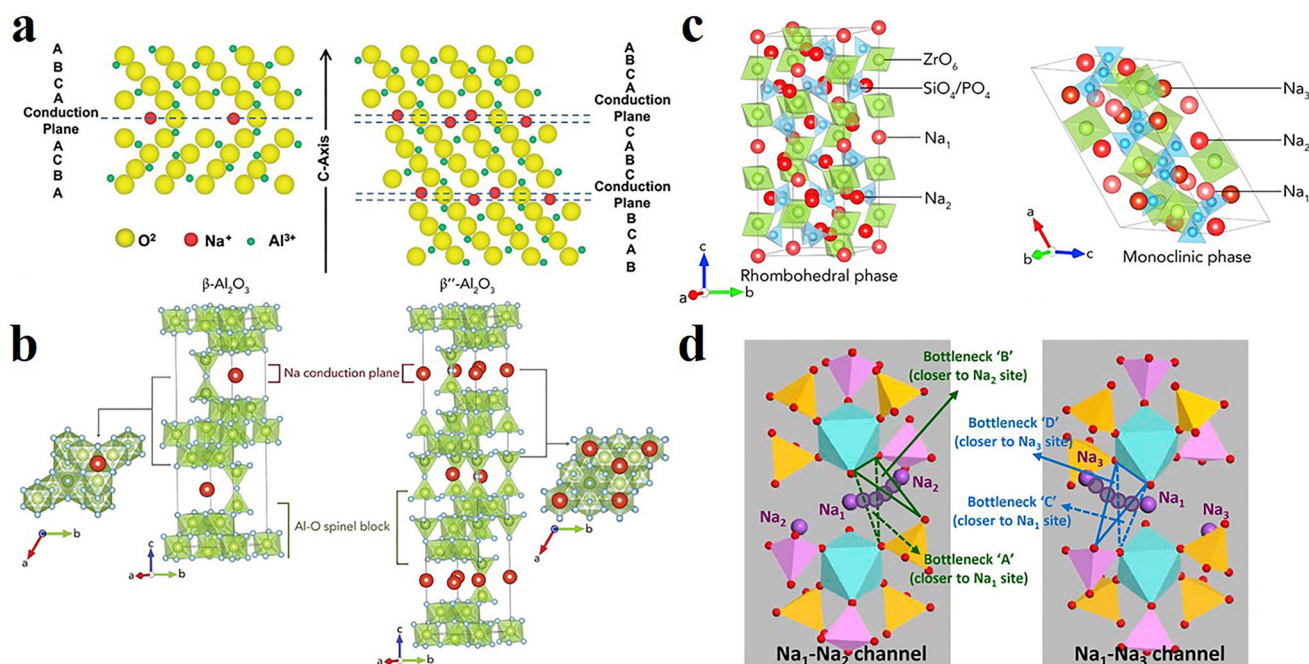 a
A
B
C
A
Conduction
Plane
A
C
B
A
C-Axis
A
B
C
A
Conduction
Plane
C
A
B
C
Conduction
Plane
B
C
A
B
O²
Na⁺
Al³⁺
β-Al₂O₃
β''-Al₂O₃
b
Na conduction plane
Al-O spinel block
b
a
c
a
b
c
a
b
b
a
c
ZrO₆
SiO₄/PO₄
Na₁
Na₂
c
a
b
Rhombohedral phase
Na₃
Na₂
Na₁
a
b
c
Monoclinic phase
d
Bottleneck 'B'
(closer to Na₂ site)
Na₂
Na₁
Na₂
Bottleneck 'A'
(closer to Na₁ site)
Na₁-Na₂ channel
Bottleneck 'D'
(closer to Na₃ site)
Na₃
Na₁
Bottleneck 'C'
(closer to Na₁ site)
Na₃
Na₁-Na₃ channel